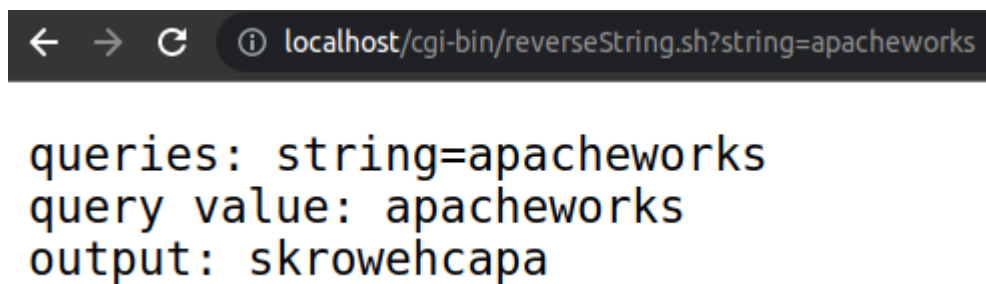 localhost/cgi-bin/reverseString.sh?string=apacheworks
queries: string=apacheworks
query value: apacheworks
output: skrowehcapa